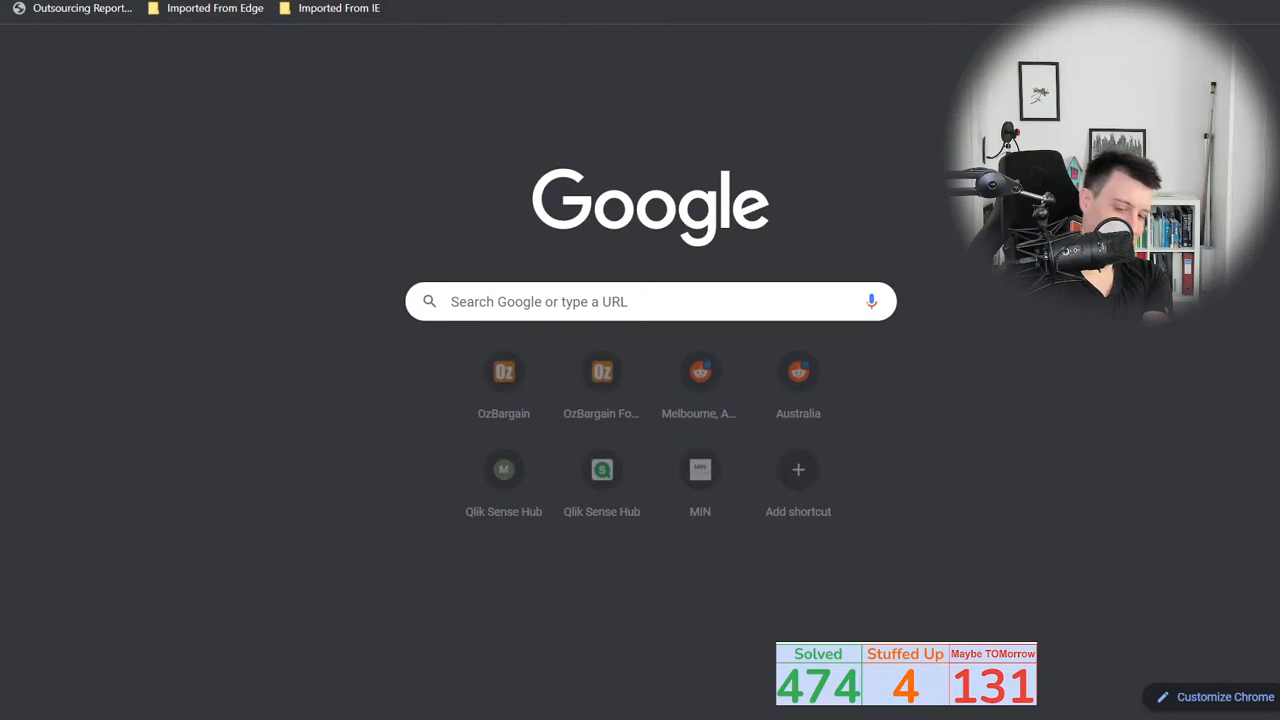 Outsourcing Report... Imported From Edge Imported From IE
Google
Search Google or type a URL
OzBargain OzBargain Fo... Melbourne, A... Australia
M MIN
Qlik Sense Hub Qlik Sense Hub MIN Add shortcut
Solved Stuffed Up Maybe TOMorrow
474 4 131
Customize Chrome